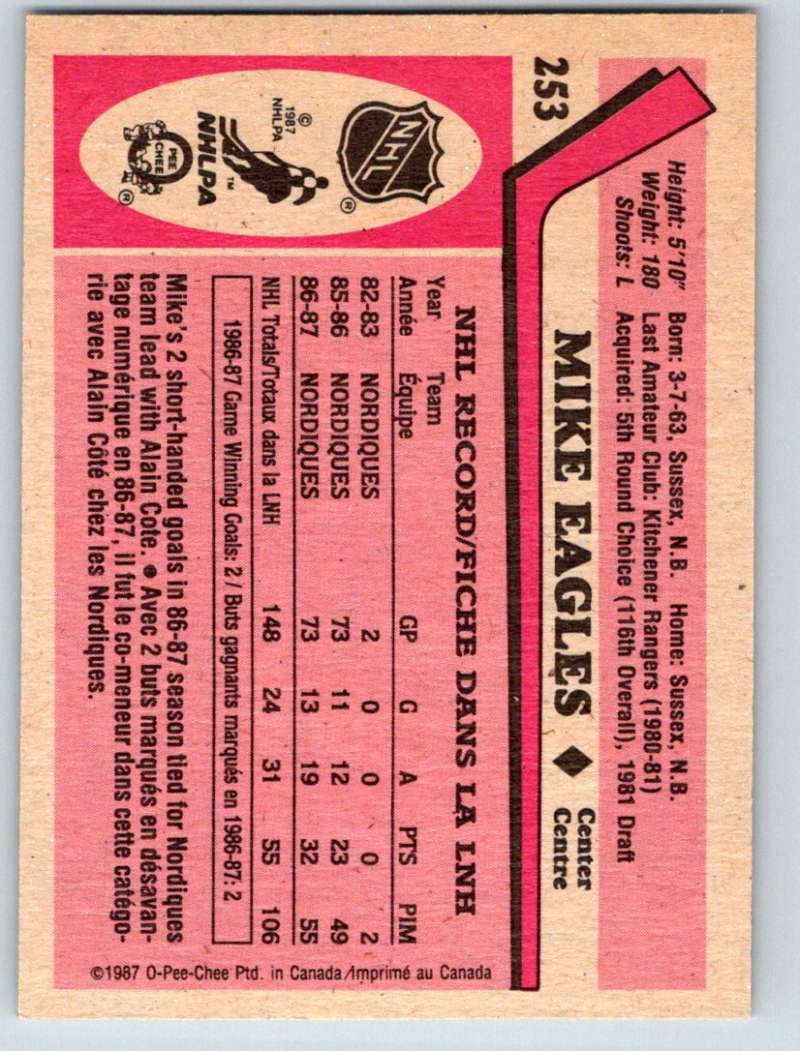 253
Height: 5'10" Born: 3-7-63, Sussex, N.B. Home: Sussex, N.B.
Weight: 180 Last Amateur Club: Kitchener Rangers (1980-81)
Shoots: L Acquired: 5th Round Choice (116th Overall), 1981 Draft
MIKE EAGLES ◆ Center
Centre
NHL
®
© 1987 NHLPA
NHLPA™
O PEE CHEE
®
NHL RECORD/FICHE DANS LA LNH
Year Team GP G A PTS PIM
Année Équipe
82-83 NORDIQUES 2 0 0 0 2
85-86 NORDIQUES 73 11 12 23 49
86-87 NORDIQUES 73 13 19 32 55
NHL Totals/Totaux dans la LNH 148 24 31 55 106
1986-87 Game Winning Goals: 2 / Buts gagnants marqués en 1986-87: 2
Mike's 2 short-handed goals in 86-87 season tied for Nordiques
team lead with Alain Cote. ● Avec 2 buts marqués en désavan-
tage numérique en 86-87, il fut le co-meneur dans cette catégo-
rie avec Alain Côté chez les Nordiques.
©1987 O-Pee-Chee Ptd. in Canada/Imprimé au Canada